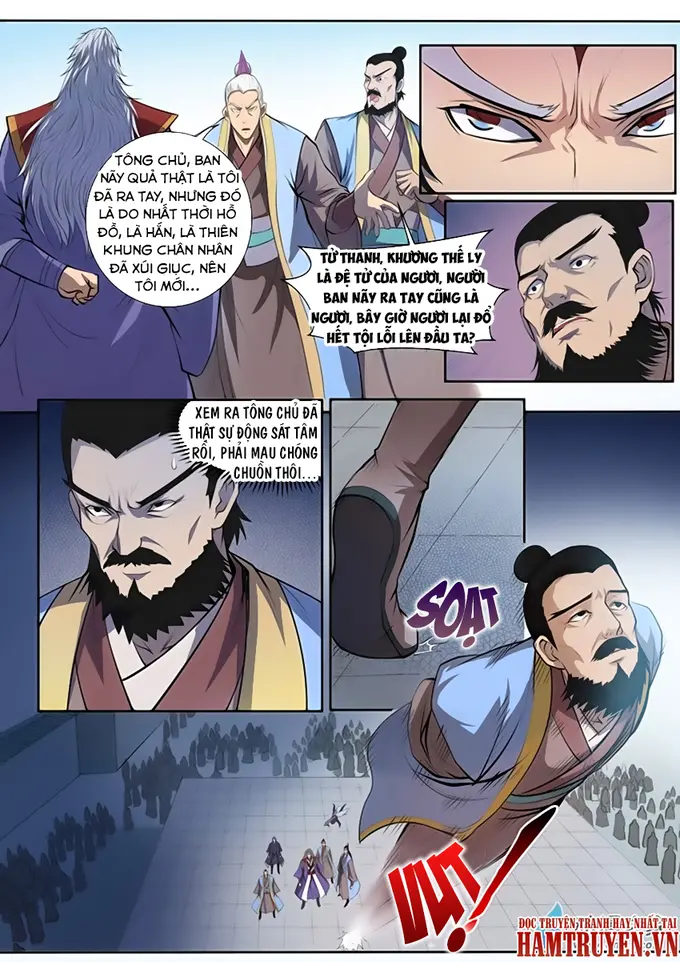 TÔNG CHỦ, BAN
NÃY QUẢ THẬT LÀ TÔI
ĐÃ RA TAY, NHƯNG ĐÓ
LÀ DO NHẤT THỜI HỒ
ĐỒ, LÀ HẮN, LÀ THIÊN
KHUNG CHÂN NHÂN
ĐÃ XÚI GIỤC, NÊN
TÔI MỚI...
TỬ THANH, KHƯƠNG THẾ LY
LÀ ĐỆ TỬ CỦA NGƯƠI, NGƯỜI
BAN NÃY RA TAY CŨNG LÀ
NGƯƠI, BÂY GIỜ NGƯƠI LẠI ĐỔ
HẾT TỘI LỖI LÊN ĐẦU TA?
XEM RA TÔNG CHỦ ĐÃ
THẬT SỰ ĐỘNG SÁT TÂM
RỒI, PHẢI MAU CHÓNG
CHUỒN THÔI...
SOẠT
VỤT!
ĐỌC TRUYỆN TRANH HAY NHẤT TẠI
HAMTRUYEN.VN